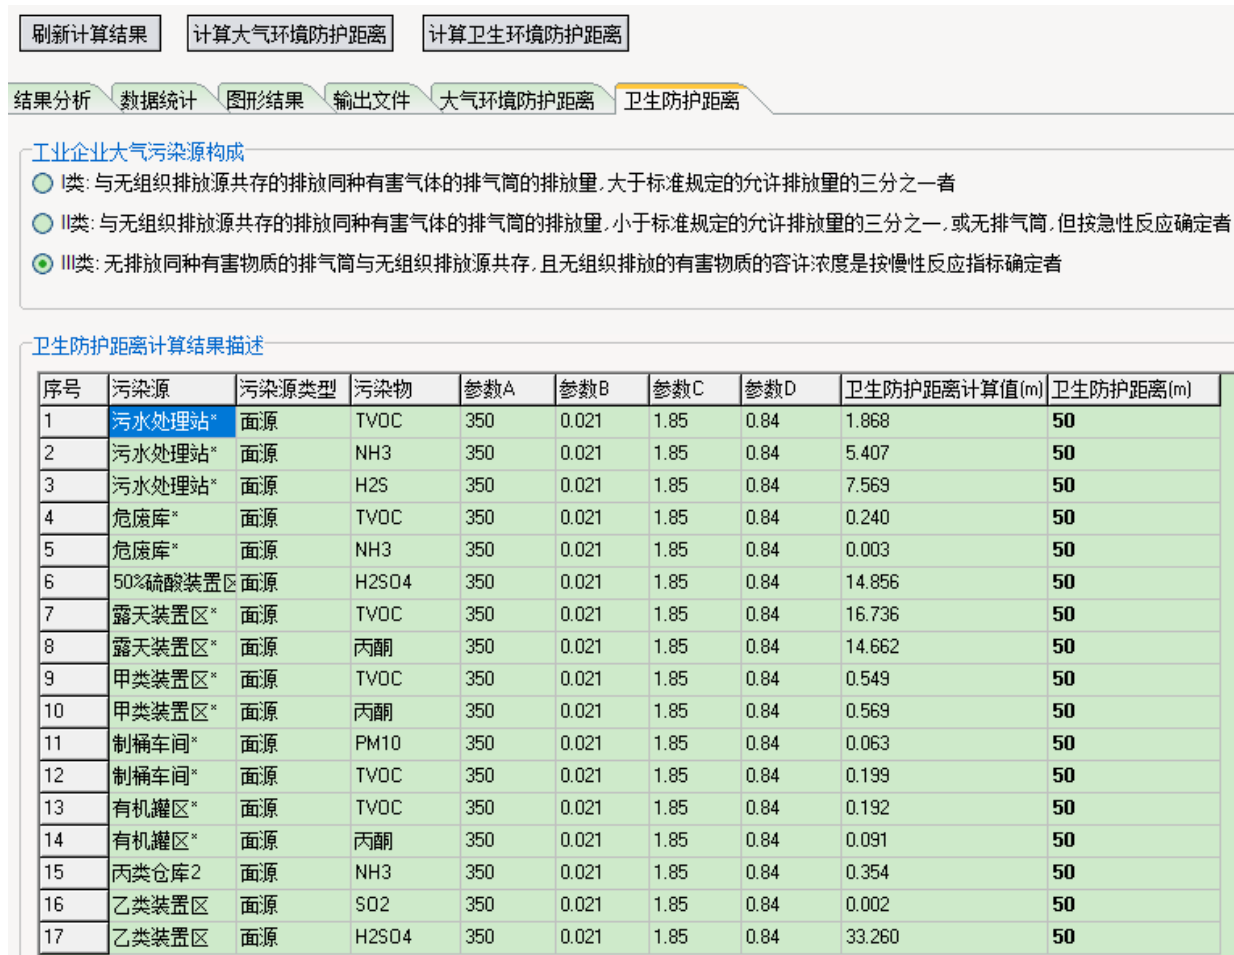 刷新计算结果 计算大气环境防护距离 计算卫生环境防护距离
结果分析 数据统计 图形结果 输出文件 大气环境防护距离 卫生防护距离
工业企业大气污染源构成
I类: 与无组织排放源共存的排放同种有害气体的排气筒的排放量,大于标准规定的允许排放量的三分之一者
II类: 与无组织排放源共存的排放同种有害气体的排气筒的排放量,小于标准规定的允许排放量的三分之一,或无排气筒,但按急性反应确定者
III类: 无排放同种有害物质的排气筒与无组织排放源共存,且无组织排放的有害物质的容许浓度是按慢性反应指标确定者
卫生防护距离计算结果描述
序号 污染源 污染源类型 污染物 参数A 参数B 参数C 参数D 卫生防护距离计算值(m) 卫生防护距离(m)
1 污水处理站* 面源 TVOC 350 0.021 1.85 0.84 1.868 50
2 污水处理站* 面源 NH3 350 0.021 1.85 0.84 5.407 50
3 污水处理站* 面源 H2S 350 0.021 1.85 0.84 7.569 50
4 危废库* 面源 TVOC 350 0.021 1.85 0.84 0.240 50
5 危废库* 面源 NH3 350 0.021 1.85 0.84 0.003 50
6 50%硫酸装置区 面源 H2SO4 350 0.021 1.85 0.84 14.856 50
7 露天装置区* 面源 TVOC 350 0.021 1.85 0.84 16.736 50
8 露天装置区* 面源 丙酮 350 0.021 1.85 0.84 14.662 50
9 甲类装置区* 面源 TVOC 350 0.021 1.85 0.84 0.549 50
10 甲类装置区* 面源 丙酮 350 0.021 1.85 0.84 0.569 50
11 制桶车间* 面源 PM10 350 0.021 1.85 0.84 0.063 50
12 制桶车间* 面源 TVOC 350 0.021 1.85 0.84 0.199 50
13 有机罐区* 面源 TVOC 350 0.021 1.85 0.84 0.192 50
14 有机罐区* 面源 丙酮 350 0.021 1.85 0.84 0.091 50
15 丙类仓库2 面源 NH3 350 0.021 1.85 0.84 0.354 50
16 乙类装置区 面源 SO2 350 0.021 1.85 0.84 0.002 50
17 乙类装置区 面源 H2SO4 350 0.021 1.85 0.84 33.260 50